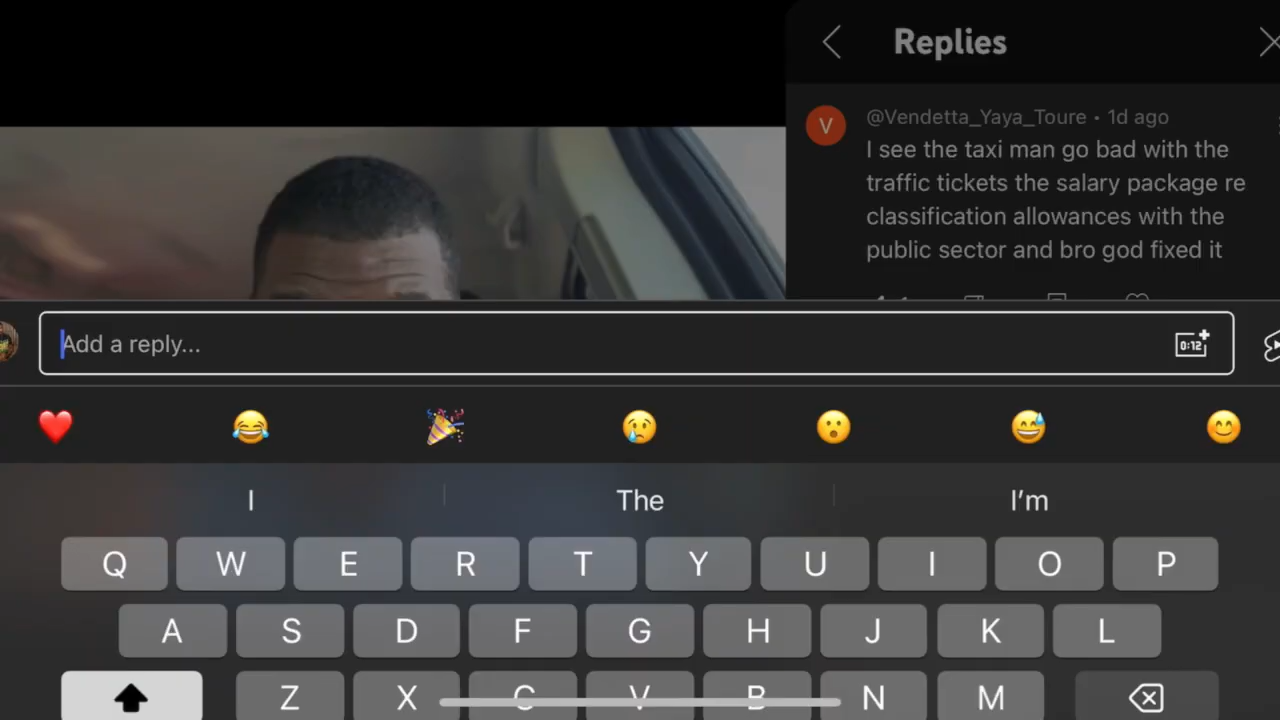 Replies
V
@Vendetta_Yaya_Toure • 1d ago
I see the taxi man go bad with the
traffic tickets the salary package re
classification allowances with the
public sector and bro god fixed it
Add a reply...
0:12
I
The
I'm
Q W E R T Y U I O P
A S D F G H J K L
Z X C V B N M